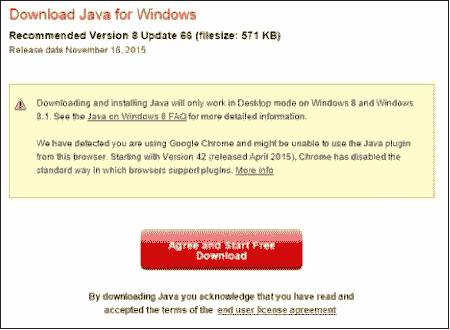 Download Java for Windows
Recommended Version 8 Update 66 (filesize: 571 KB)
Release date November 16, 2015
Downloading and installing Java will only work in Desktop mode on Windows 8 and Windows
8.1. See the Java on Windows 8 FAQ for more detailed information.
We have detected you are using Google Chrome and might be unable to use the Java plugin
from this browser. Starting with Version 42 (released April 2015), Chrome has disabled the
standard way in which browsers support plugins. More info
Agree and Start Free
Download
By downloading Java you acknowledge that you have read and
accepted the terms of the end user license agreement